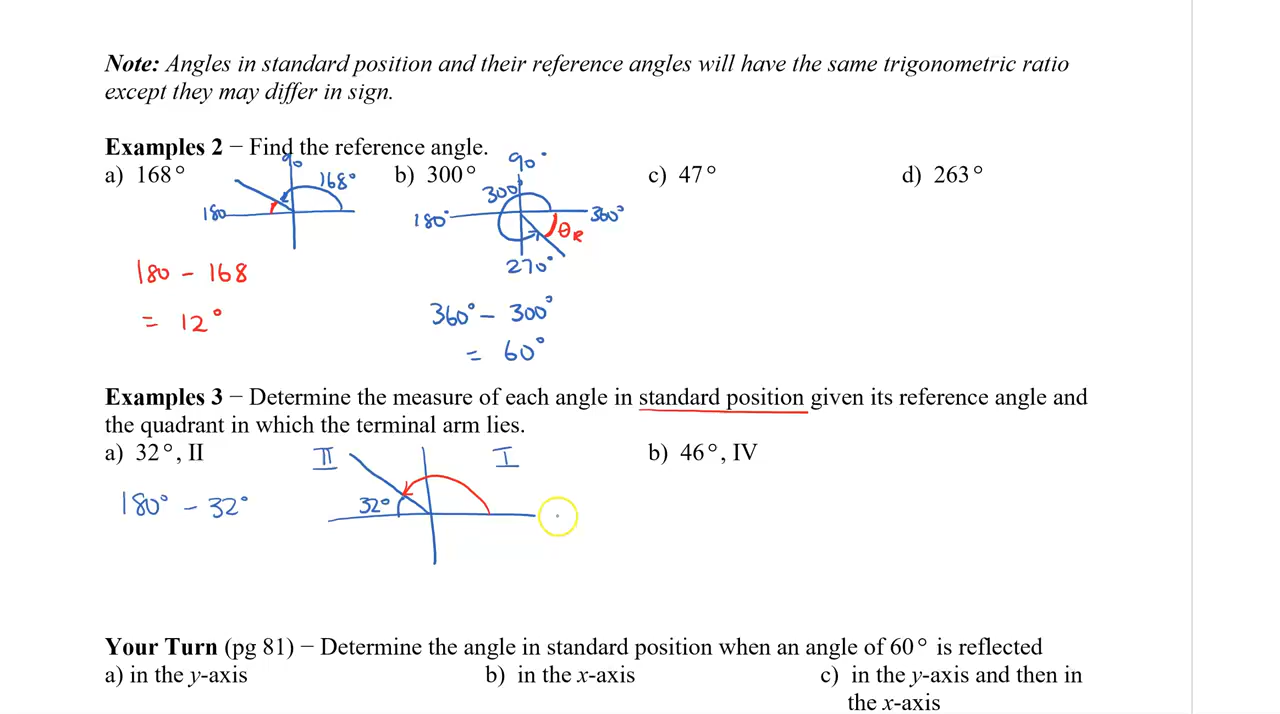 Note: Angles in standard position and their reference angles will have the same trigonometric ratio
except they may differ in sign.
Examples 2 − Find the reference angle.
a) 168° b) 300° c) 47° d) 263°
90 168° 180
180 − 168
= 12°
90° 300° 180° 360° θR 270°
360° − 300°
= 60°
Examples 3 − Determine the measure of each angle in standard position given its reference angle and
the quadrant in which the terminal arm lies.
a) 32°, II b) 46°, IV
II I
180° − 32° 32°
Your Turn (pg 81) − Determine the angle in standard position when an angle of 60° is reflected
a) in the y-axis b) in the x-axis c) in the y-axis and then in
the x-axis